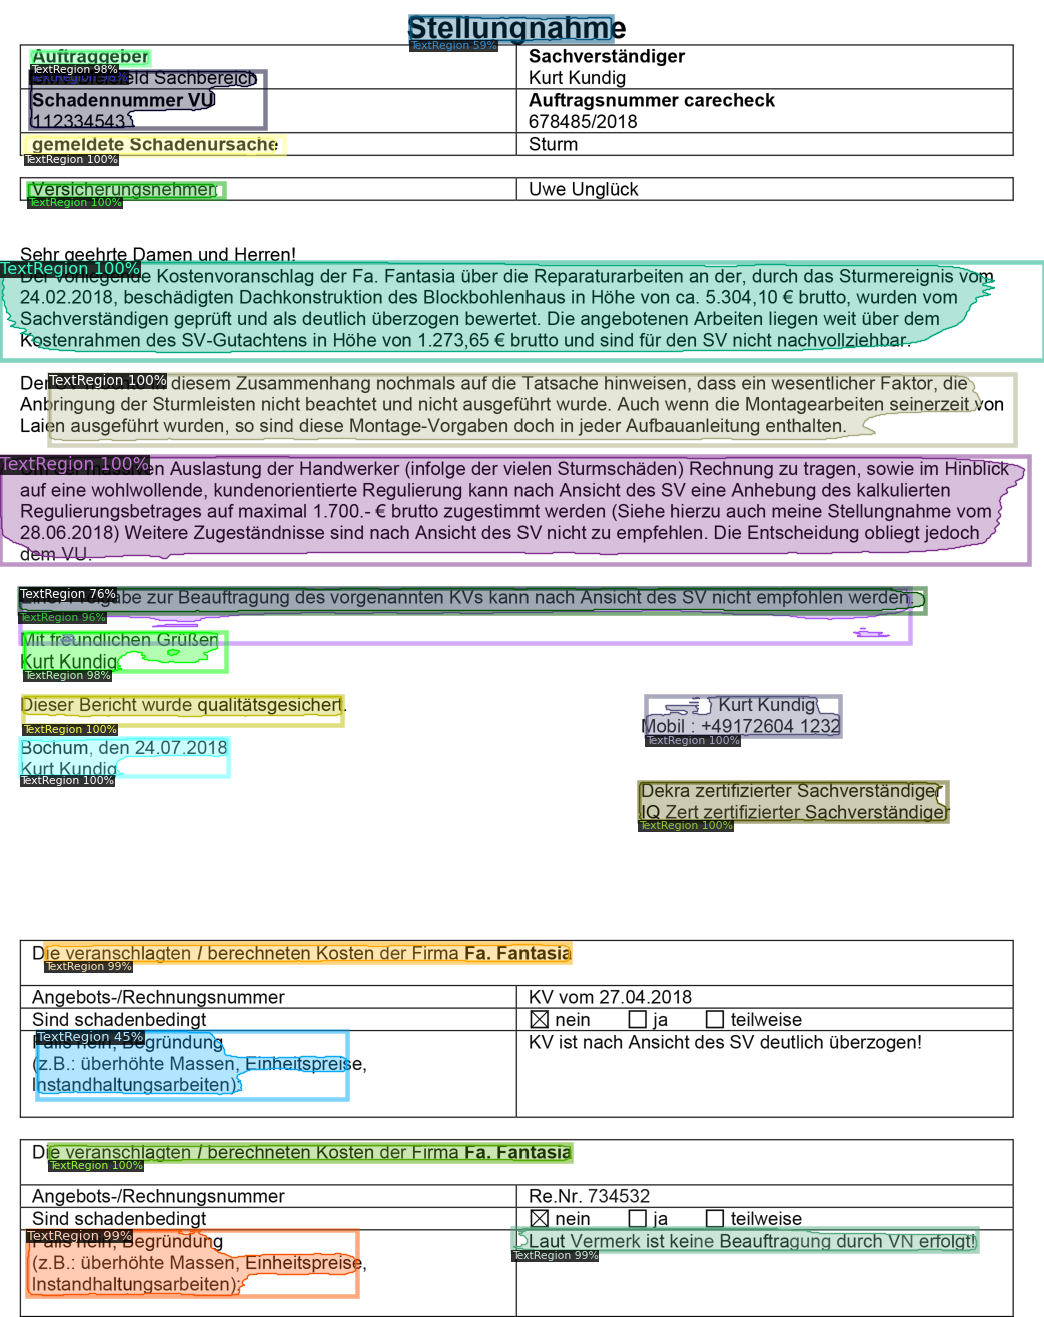 Stellungnahme
TextRegion 59%
Auftraggeber
Sachverständiger
TextRegion 98%
Sachbereich
Kurt Kundig
Schadennummer VU
Auftragsnummer carecheck
112334543
678485/2018
gemeldete Schadenursache
Sturm
TextRegion 100%
Versicherungsnehmer
Uwe Unglück
TextRegion 100%
Sehr geehrte Damen und Herren!
TextRegion 100%
Kostenvoranschlag der Fa. Fantasia über die Reparaturarbeiten an der, durch das Sturmereignis vom
24.02.2018, beschädigten Dachkonstruktion des Blockbohlenhaus in Höhe von ca. 5.304,10 € brutto, wurden vom
Sachverständigen geprüft und als deutlich überzogen bewertet. Die angebotenen Arbeiten liegen weit über dem
Kostenrahmen des SV-Gutachtens in Höhe von 1.273,65 € brutto und sind für den SV nicht nachvollziehbar.
TextRegion 100%
Der diesem Zusammenhang nochmals auf die Tatsache hinweisen, dass ein wesentlicher Faktor, die
Anbringung der Sturmleisten nicht beachtet und nicht ausgeführt wurde. Auch wenn die Montagearbeiten seinerzeit von
Laien ausgeführt wurden, so sind diese Montage-Vorgaben doch in jeder Aufbauanleitung enthalten.
TextRegion 100%
Auslastung der Handwerker (infolge der vielen Sturmschäden) Rechnung zu tragen, sowie im Hinblick
auf eine wohlwollende, kundenorientierte Regulierung kann nach Ansicht des SV eine Anhebung des kalkulierten
Regulierungsbetrages auf maximal 1.700.- € brutto zugestimmt werden (Siehe hierzu auch meine Stellungnahme vom
28.06.2018) Weitere Zugeständnisse sind nach Ansicht des SV nicht zu empfehlen. Die Entscheidung obliegt jedoch
dem VU.
TextRegion 76%
zur Beauftragung des vorgenannten KVs kann nach Ansicht des SV nicht empfohlen werden.
TextRegion 96%
Mit freundlichen Grüßen
Kurt Kundig
TextRegion 98%
Dieser Bericht wurde qualitätsgesichert.
Kurt Kundig
TextRegion 100%
Mobil : +49172604 1232
TextRegion 100%
Bochum, den 24.07.2018
Kurt Kundig
TextRegion 100%
Dekra zertifizierter Sachverständiger
IQ Zert zertifizierter Sachverständiger
TextRegion 100%
Die veranschlagten / berechneten Kosten der Firma Fa. Fantasia
TextRegion 99%
Angebots-/Rechnungsnummer
KV vom 27.04.2018
Sind schadenbedingt
nein ja teilweise
TextRegion 45%
Falls nein, Begründung
KV ist nach Ansicht des SV deutlich überzogen!
(z.B.: überhöhte Massen, Einheitspreise,
Instandhaltungsarbeiten):
Die veranschlagten / berechneten Kosten der Firma Fa. Fantasia
TextRegion 100%
Angebots-/Rechnungsnummer
Re.Nr. 734532
Sind schadenbedingt
nein ja teilweise
TextRegion 99%
Falls nein, Begründung
Laut Vermerk ist keine Beauftragung durch VN erfolgt!
TextRegion 99%
(z.B.: überhöhte Massen, Einheitspreise,
Instandhaltungsarbeiten):